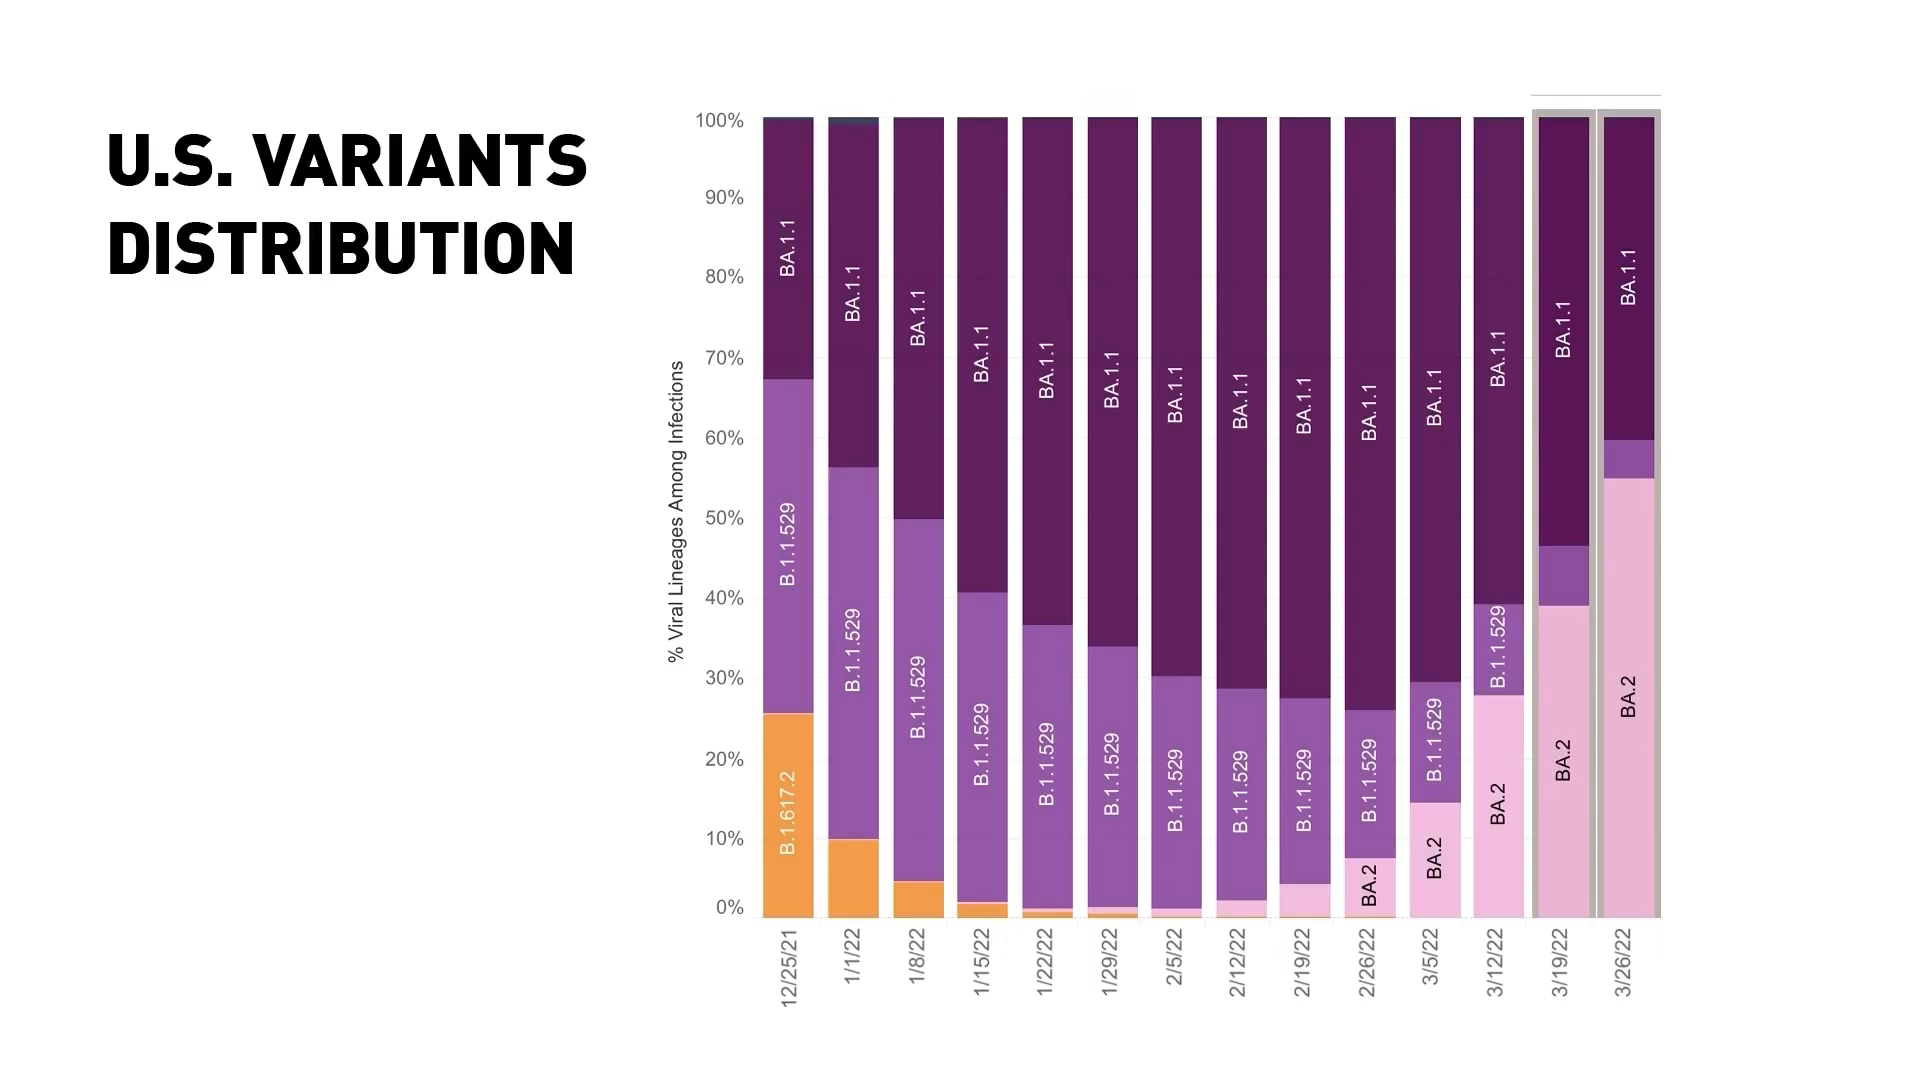 U.S. VARIANTS
DISTRIBUTION
% Viral Lineages Among Infections
100%
90%
80%
70%
60%
50%
40%
30%
20%
10%
0%
BA.1.1
B.1.1.529
B.1.617.2
BA.1.1
B.1.1.529
BA.1.1
B.1.1.529
BA.1.1
B.1.1.529
BA.1.1
B.1.1.529
BA.1.1
B.1.1.529
BA.1.1
B.1.1.529
BA.1.1
B.1.1.529
BA.1.1
B.1.1.529
BA.1.1
B.1.1.529
BA.2
BA.1.1
B.1.1.529
BA.2
BA.1.1
B.1.1.529
BA.2
BA.1.1
BA.2
BA.1.1
BA.2
12/25/21
1/1/22
1/8/22
1/15/22
1/22/22
1/29/22
2/5/22
2/12/22
2/19/22
2/26/22
3/5/22
3/12/22
3/19/22
3/26/22